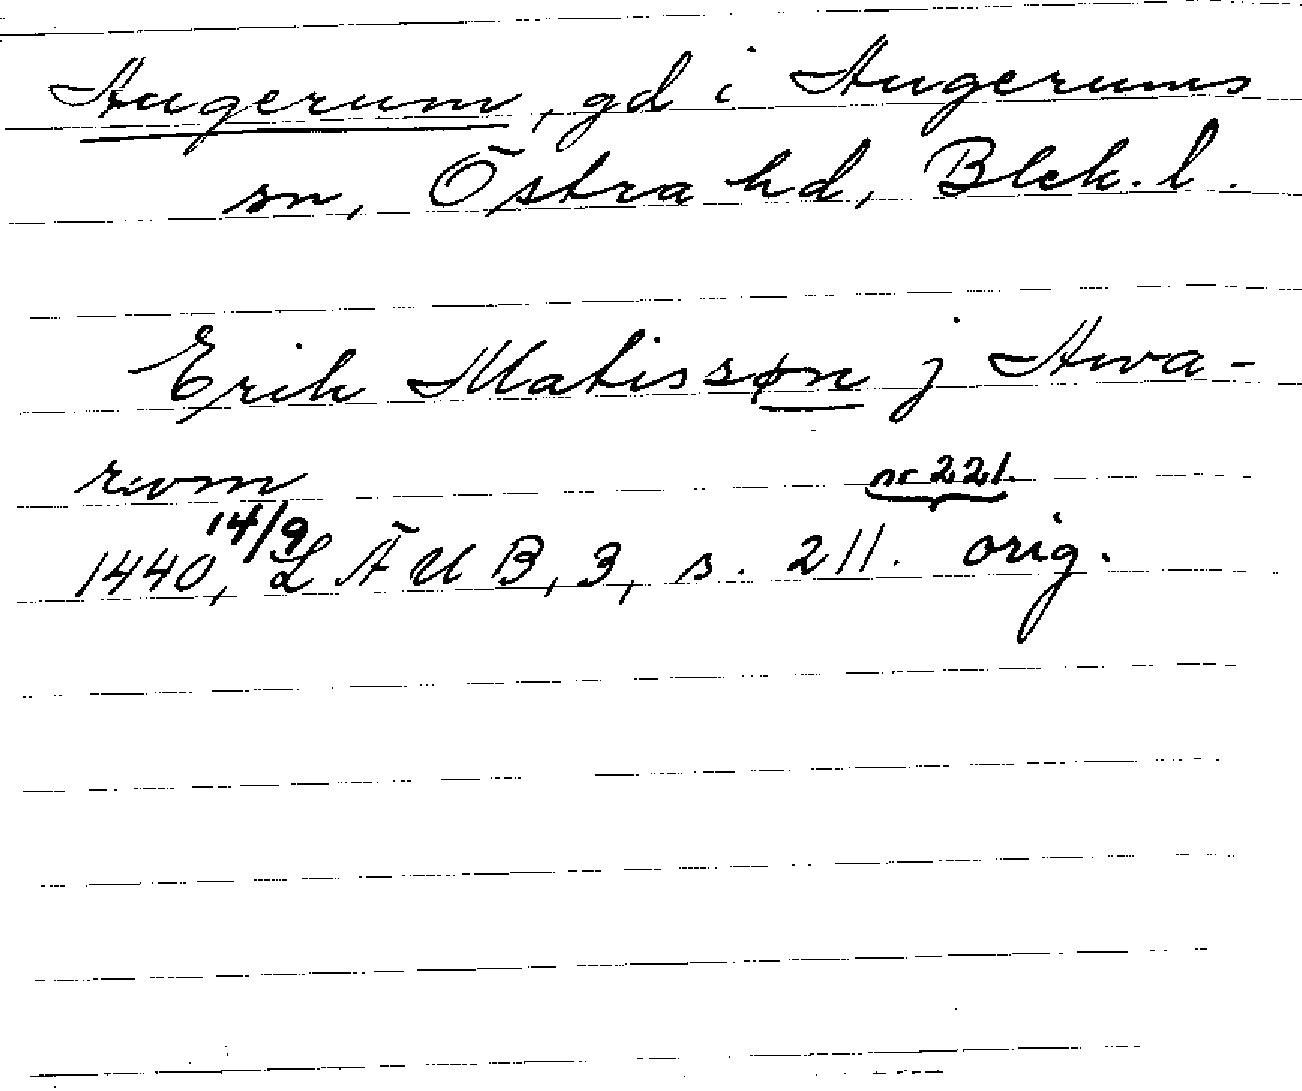 Augerum, gd i Augerums
sn, Östra hd, Blek. l.
Erik Matissøn j Awa-
rwm
nr 221.
14/9
1440, LÄUB, 3, s. 211. orig.